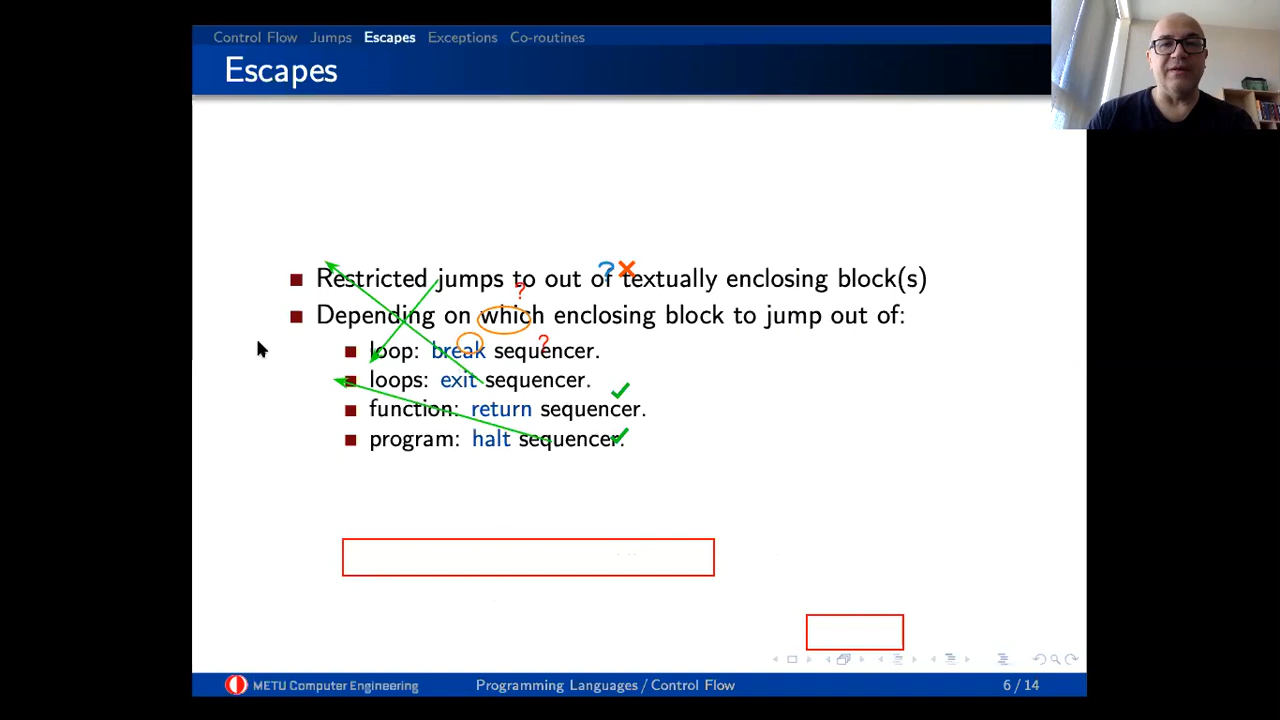 Control Flow Jumps Escapes Exceptions Co-routines
Escapes
? ✕
Restricted jumps to out of textually enclosing block(s)
?
Depending on which enclosing block to jump out of:
?
loop: break sequencer.
loops: exit sequencer.
✓
function: return sequencer.
program: halt sequencer.
✓
METU Computer Engineering Programming Languages / Control Flow 6 / 14